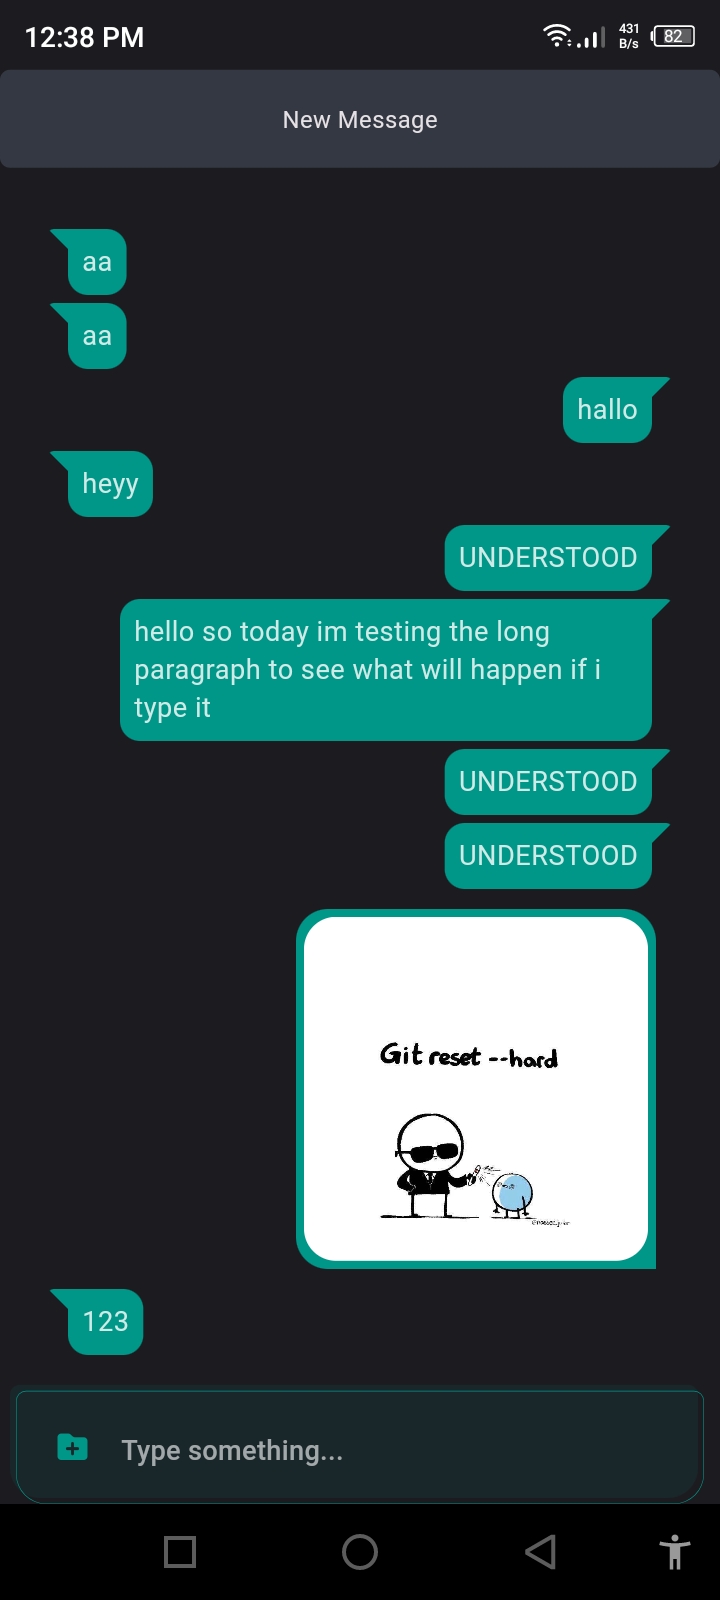 12:38 PM
431
B/s
82
New Message
aa
aa
hallo
heyy
UNDERSTOOD
hello so today im testing the long
paragraph to see what will happen if i
type it
UNDERSTOOD
UNDERSTOOD
Git reset --hard
123
Type something...